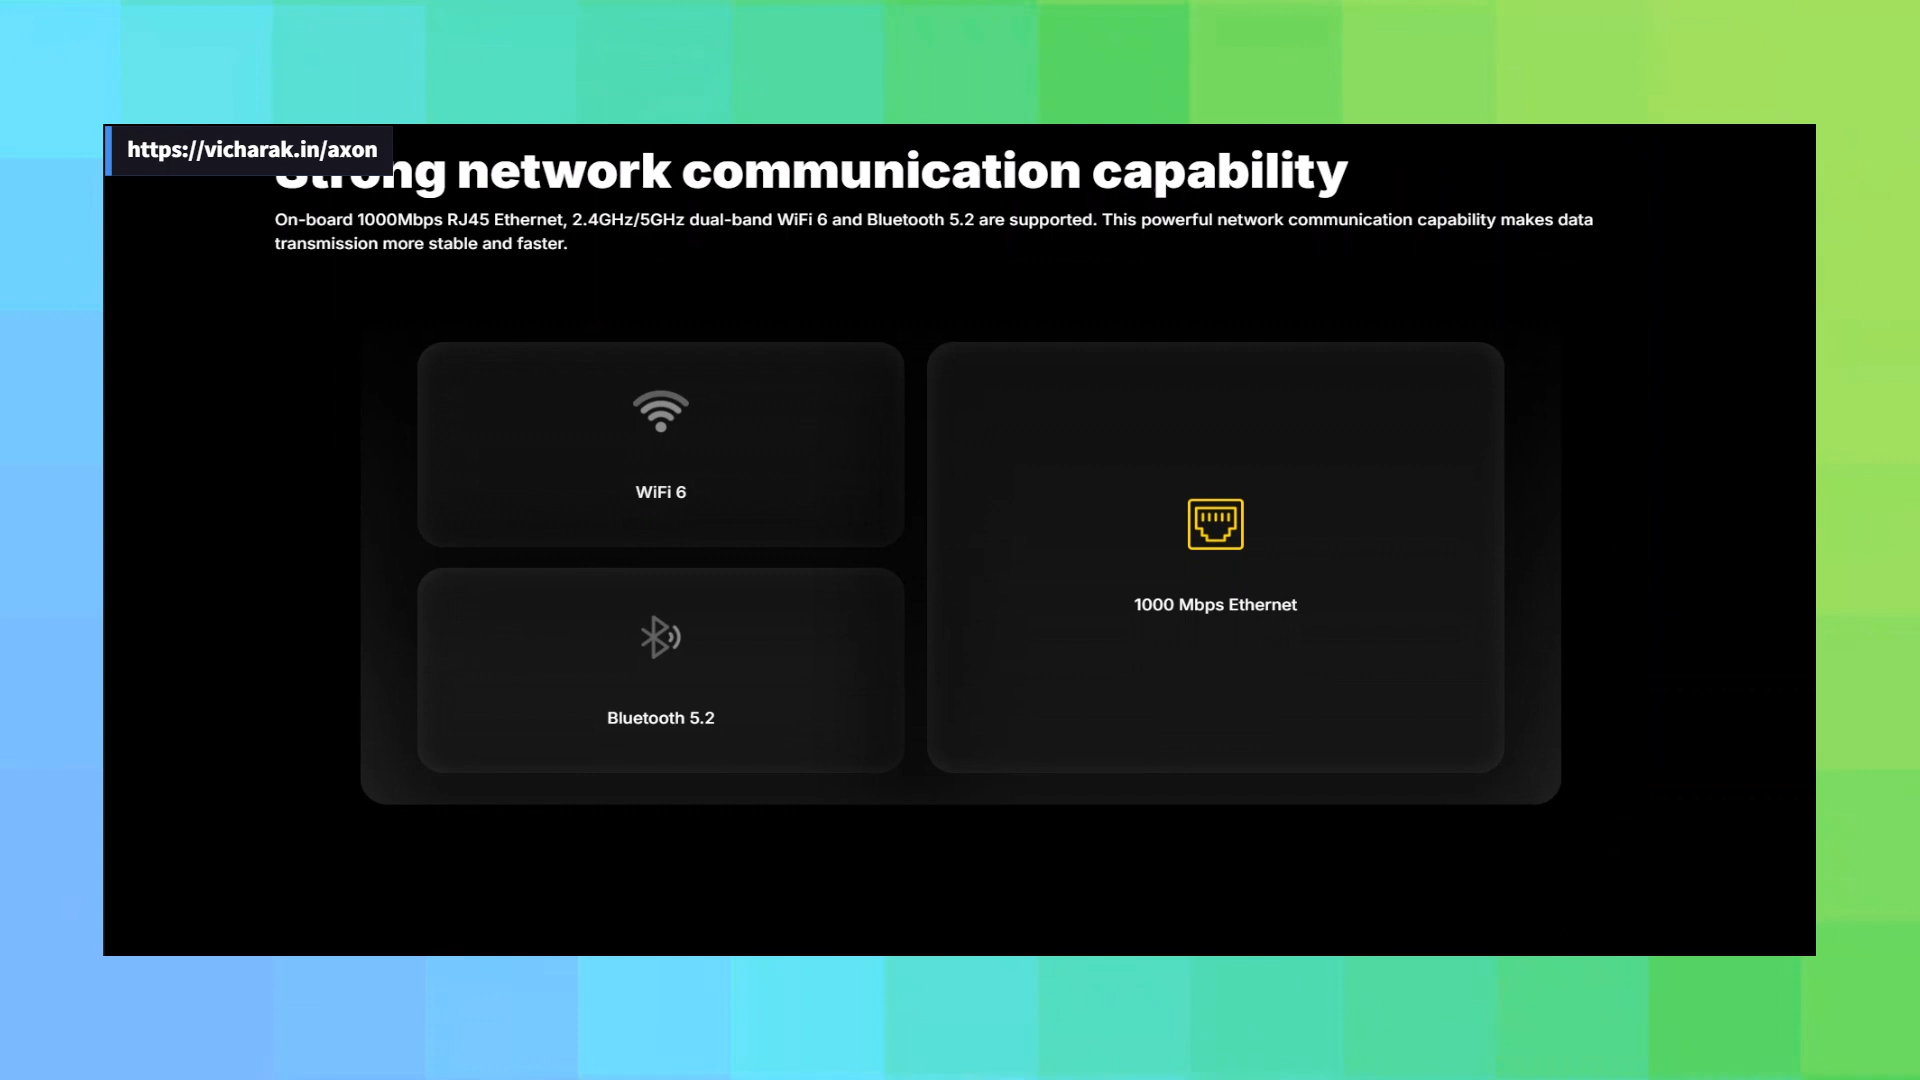 https://vicharak.in/axon
Strong network communication capability
On-board 1000Mbps RJ45 Ethernet, 2.4GHz/5GHz dual-band WiFi 6 and Bluetooth 5.2 are supported. This powerful network communication capability makes data
transmission more stable and faster.
WiFi 6
1000 Mbps Ethernet
Bluetooth 5.2